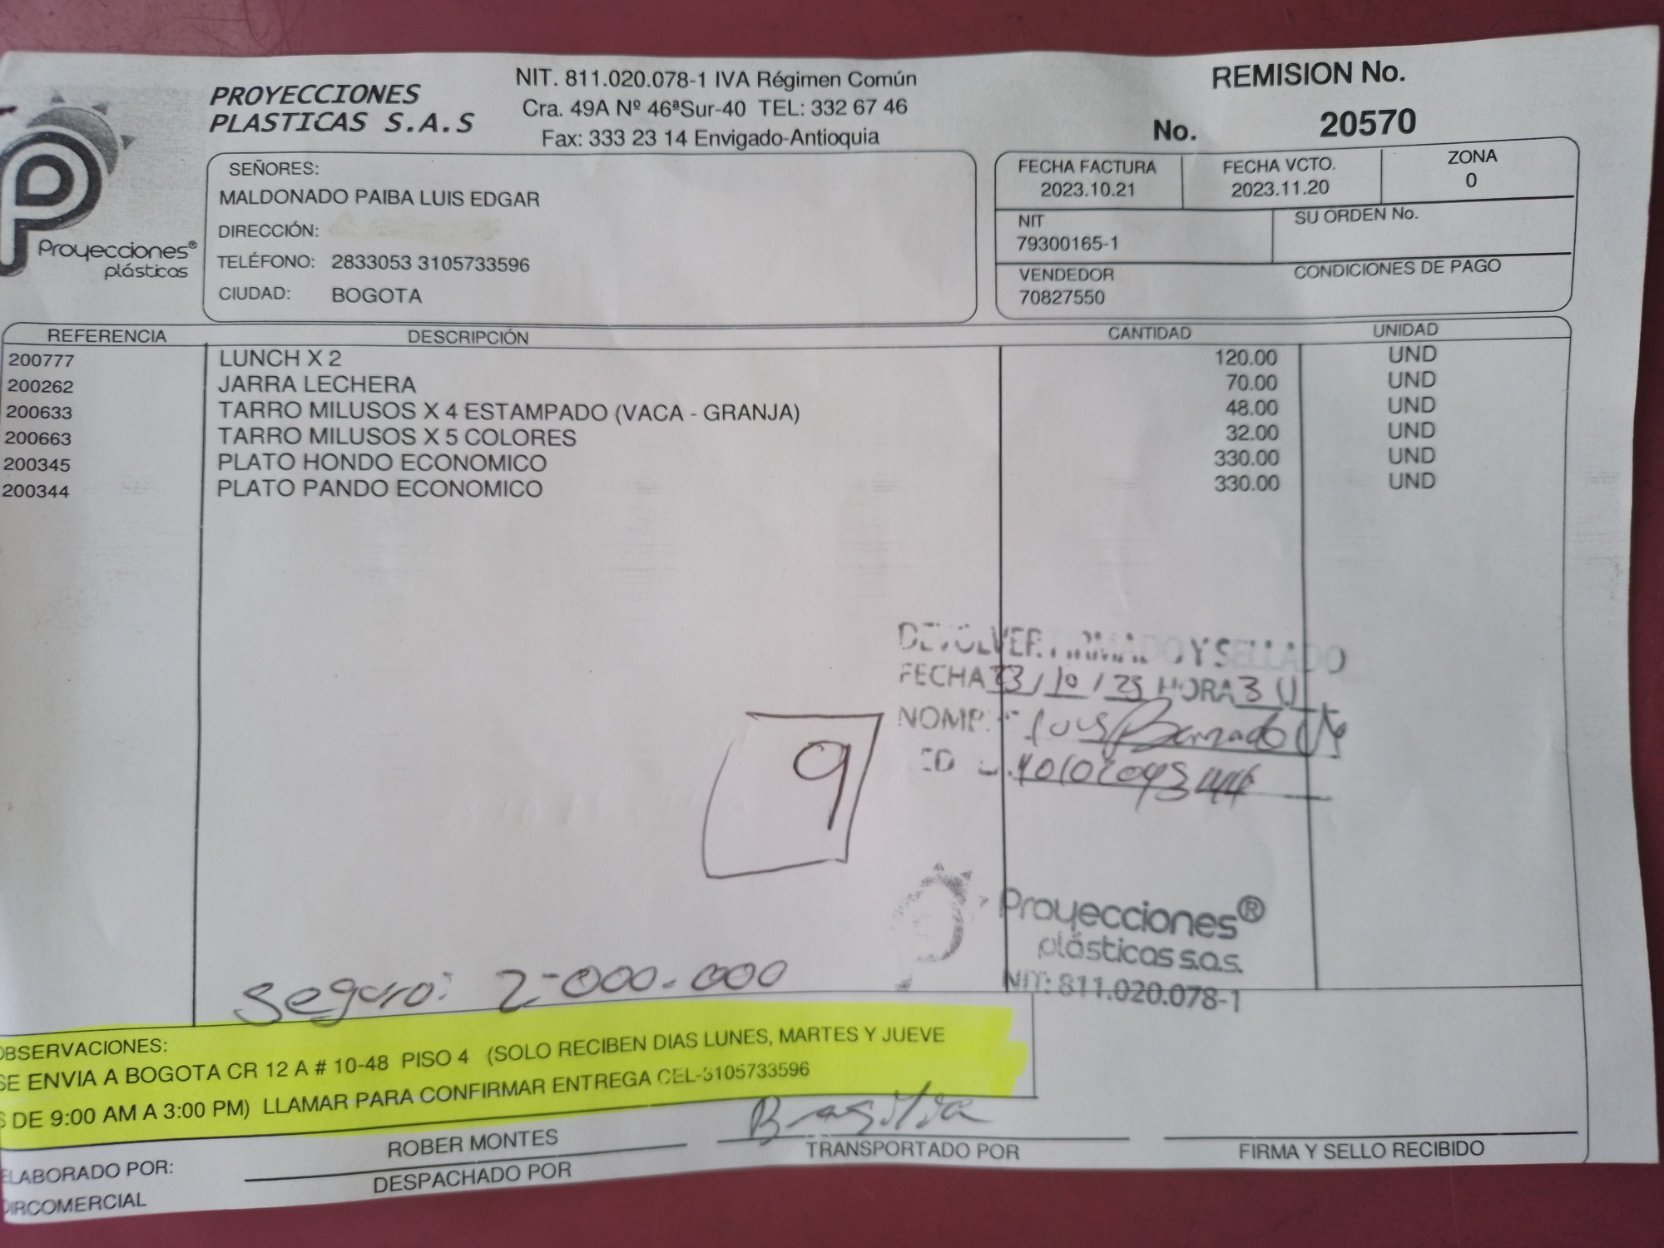 PROYECCIONES
PLASTICAS S.A.S
NIT. 811.020.078-1 IVA Régimen Común
Cra. 49A Nº 46ªSur-40 TEL: 332 67 46
Fax: 333 23 14 Envigado-Antioquia
REMISION No.
No. 20570
Proyecciones®
plásticas
SEÑORES:
MALDONADO PAIBA LUIS EDGAR
DIRECCIÓN:
TELÉFONO: 2833053 3105733596
CIUDAD: BOGOTA
FECHA FACTURA FECHA VCTO. ZONA
2023.10.21 2023.11.20 0
NIT SU ORDEN No.
79300165-1
VENDEDOR CONDICIONES DE PAGO
70827550
REFERENCIA DESCRIPCIÓN CANTIDAD UNIDAD
200777 LUNCH X 2 120.00 UND
200262 JARRA LECHERA 70.00 UND
200633 TARRO MILUSOS X 4 ESTAMPADO (VACA - GRANJA) 48.00 UND
200663 TARRO MILUSOS X 5 COLORES 32.00 UND
200345 PLATO HONDO ECONOMICO 330.00 UND
200344 PLATO PANDO ECONOMICO 330.00 UND
DEVOLVER FIRMADO Y SELLADO
FECHA 23/10/23 HORA 3
Luis
9
Proyecciones®
plásticas s.a.s.
NIT: 811.020.078-1
Seguro: 2-000.000
OBSERVACIONES:
SE ENVIA A BOGOTA CR 12 A # 10-48 PISO 4 (SOLO RECIBEN DIAS LUNES, MARTES Y JUEVE
S DE 9:00 AM A 3:00 PM) LLAMAR PARA CONFIRMAR ENTREGA CEL-3105733596
ELABORADO POR:
DIRCOMERCIAL
ROBER MONTES
DESPACHADO POR
TRANSPORTADO POR
FIRMA Y SELLO RECIBIDO